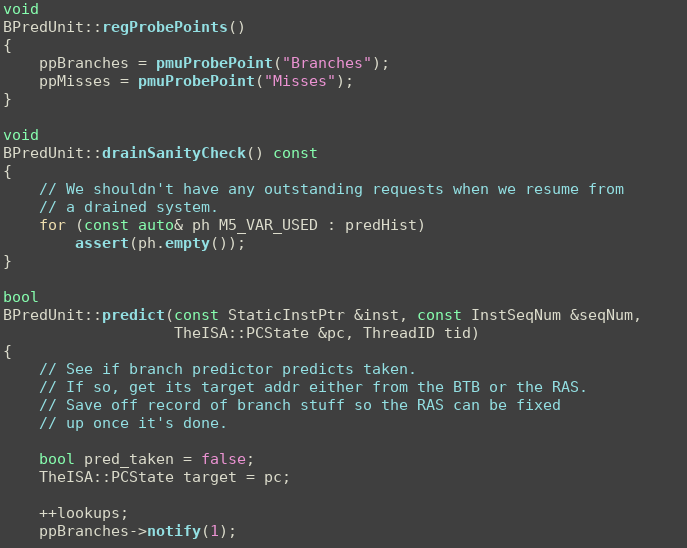 void
BPredUnit::regProbePoints()
{
    ppBranches = pmuProbePoint("Branches");
    ppMisses = pmuProbePoint("Misses");
}

void
BPredUnit::drainSanityCheck() const
{
    // We shouldn't have any outstanding requests when we resume from
    // a drained system.
    for (const auto& ph M5_VAR_USED : predHist)
        assert(ph.empty());
}

bool
BPredUnit::predict(const StaticInstPtr &inst, const InstSeqNum &seqNum,
                   TheISA::PCState &pc, ThreadID tid)
{
    // See if branch predictor predicts taken.
    // If so, get its target addr either from the BTB or the RAS.
    // Save off record of branch stuff so the RAS can be fixed
    // up once it's done.

    bool pred_taken = false;
    TheISA::PCState target = pc;

    ++lookups;
    ppBranches->notify(1);